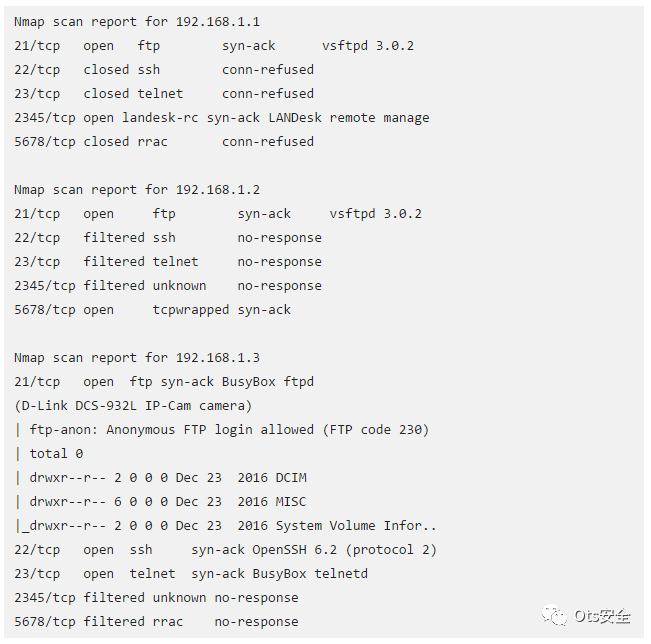 Nmap scan report for 192.168.1.1
21/tcp   open   ftp        syn-ack      vsftpd 3.0.2
22/tcp   closed ssh        conn-refused
23/tcp   closed telnet     conn-refused
2345/tcp open landesk-rc syn-ack LANDesk remote manage
5678/tcp closed rrac       conn-refused

Nmap scan report for 192.168.1.2
21/tcp   open     ftp        syn-ack     vsftpd 3.0.2
22/tcp   filtered ssh        no-response
23/tcp   filtered telnet     no-response
2345/tcp filtered unknown    no-response
5678/tcp open     tcpwrapped syn-ack

Nmap scan report for 192.168.1.3
21/tcp   open  ftp syn-ack BusyBox ftpd
(D-Link DCS-932L IP-Cam camera)
| ftp-anon: Anonymous FTP login allowed (FTP code 230)
| total 0
| drwxr--r-- 2 0 0 0 Dec 23  2016 DCIM
| drwxr--r-- 6 0 0 0 Dec 23  2016 MISC
|_drwxr--r-- 2 0 0 0 Dec 23  2016 System Volume Infor..
22/tcp   open  ssh     syn-ack OpenSSH 6.2 (protocol 2)
23/tcp   open  telnet  syn-ack BusyBox telnetd
2345/tcp filtered unknown no-response
5678/tcp filtered rrac    no-response
Ots安全